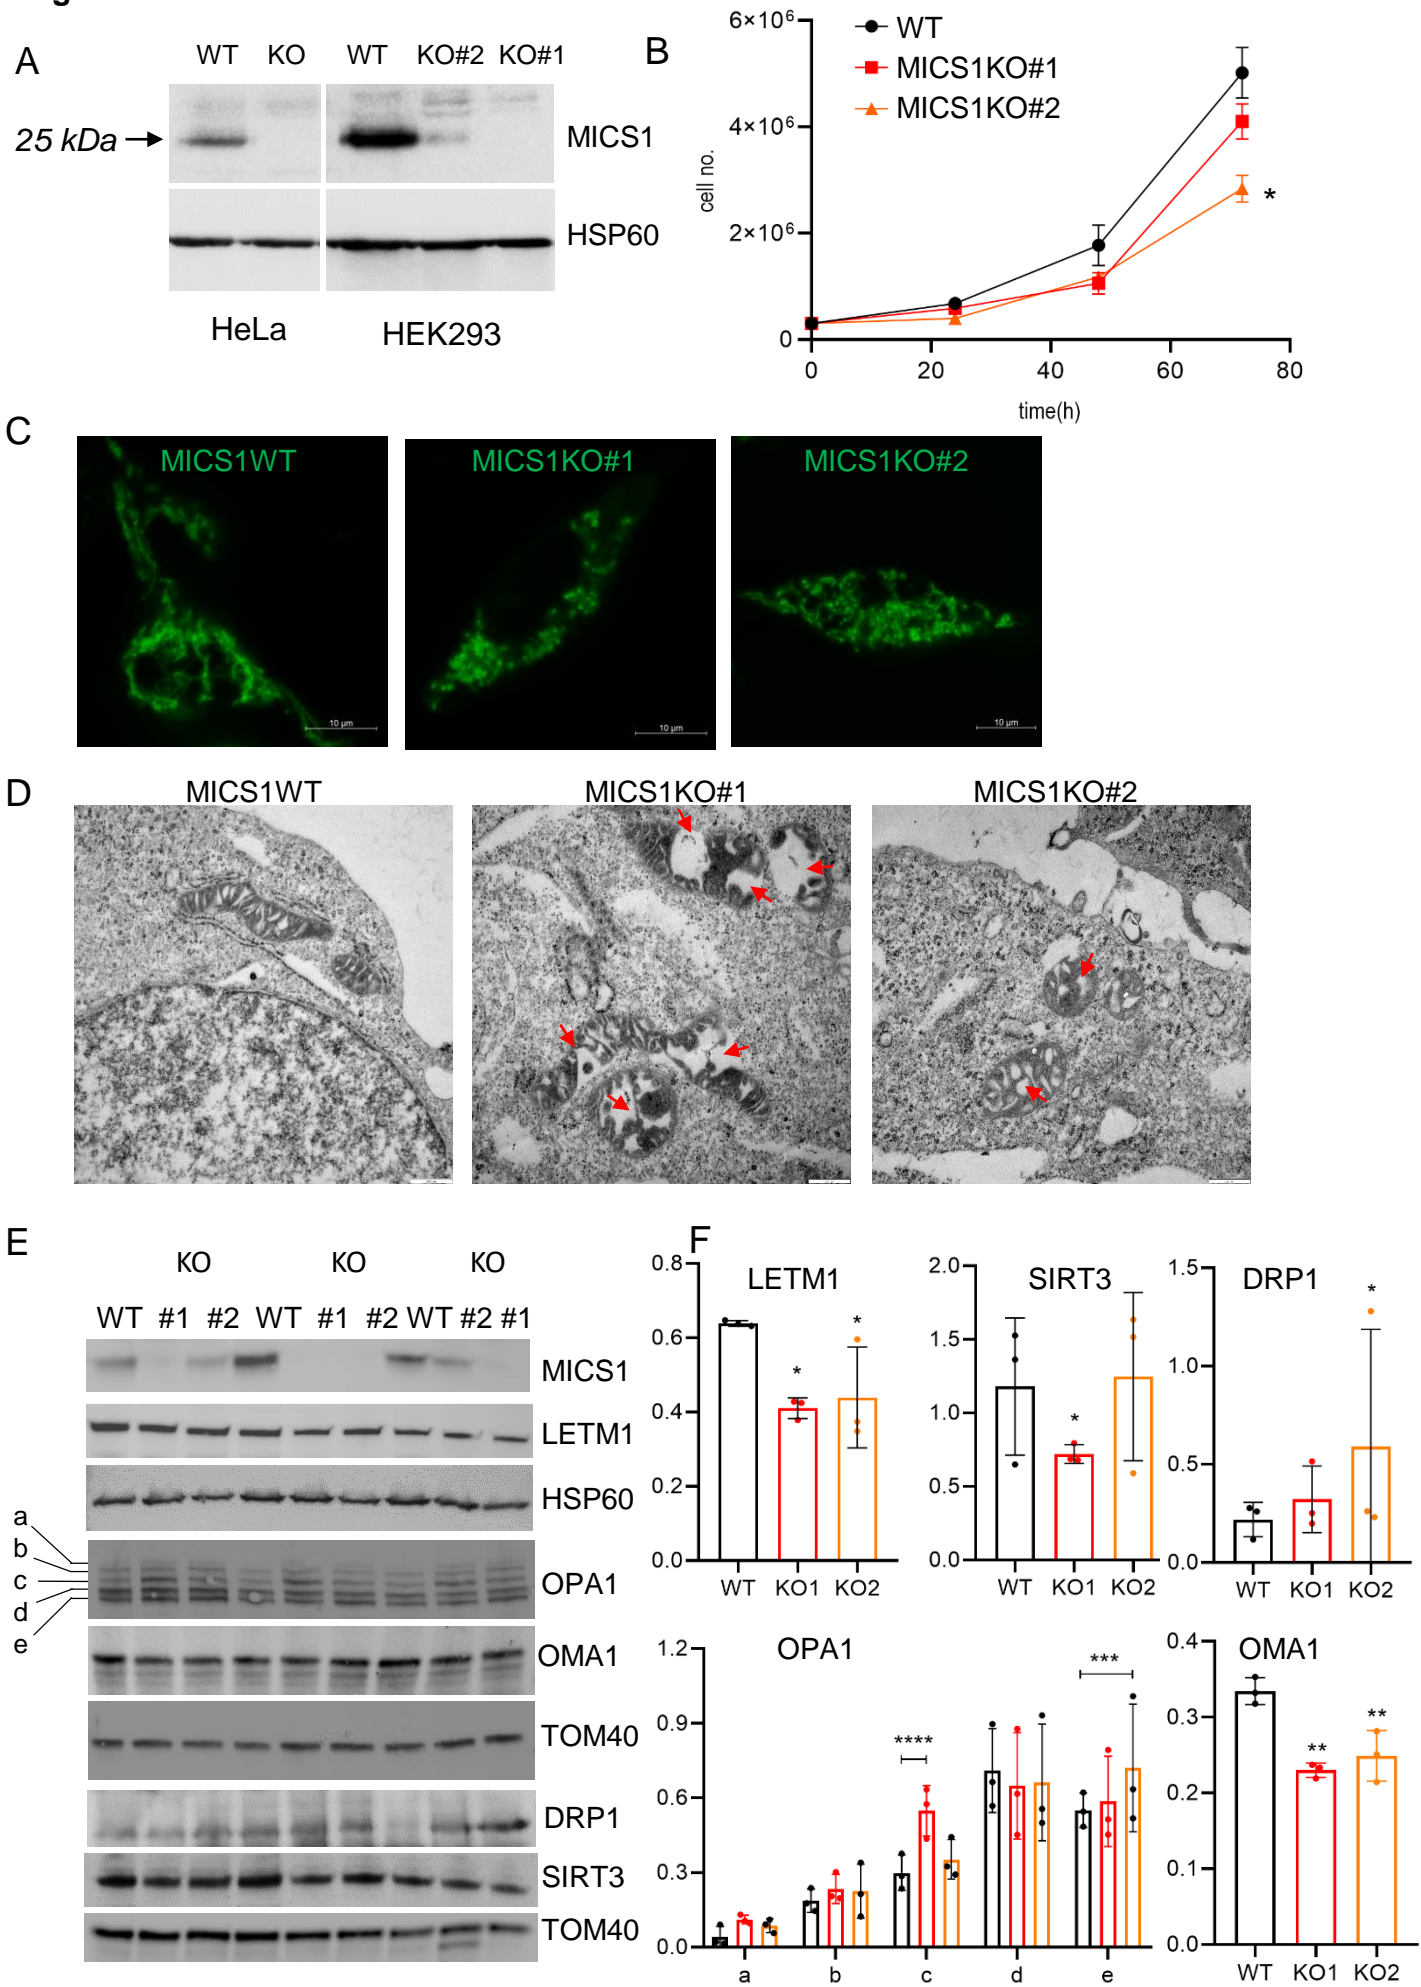 A
WT KO WT KO#2 KO#1
25 kDa
MICS1
HSP60
HeLa HEK293
B
WT
MICS1KO#1
MICS1KO#2
6×10⁶
4×10⁶
2×10⁶
0
cell no.
*
0 20 40 60 80
time(h)
C
MICS1WT MICS1KO#1 MICS1KO#2
10 µm 10 µm 10 µm
D
MICS1WT MICS1KO#1 MICS1KO#2
E
KO KO KO
WT #1 #2 WT #1 #2 WT #2 #1
MICS1
LETM1
HSP60
a
b
c
d
e
OPA1
OMA1
TOM40
DRP1
SIRT3
TOM40
F
LETM1
0.8
0.6
0.4
0.2
0.0
* *
WT KO1 KO2
SIRT3
2.0
1.5
1.0
0.5
0.0
*
WT KO1 KO2
DRP1
1.5
1.0
0.5
0.0
*
WT KO1 KO2
OPA1
1.2
0.9
0.6
0.3
0.0
**** ***
a b c d e
OMA1
0.4
0.3
0.2
0.1
0.0
** **
WT KO1 KO2